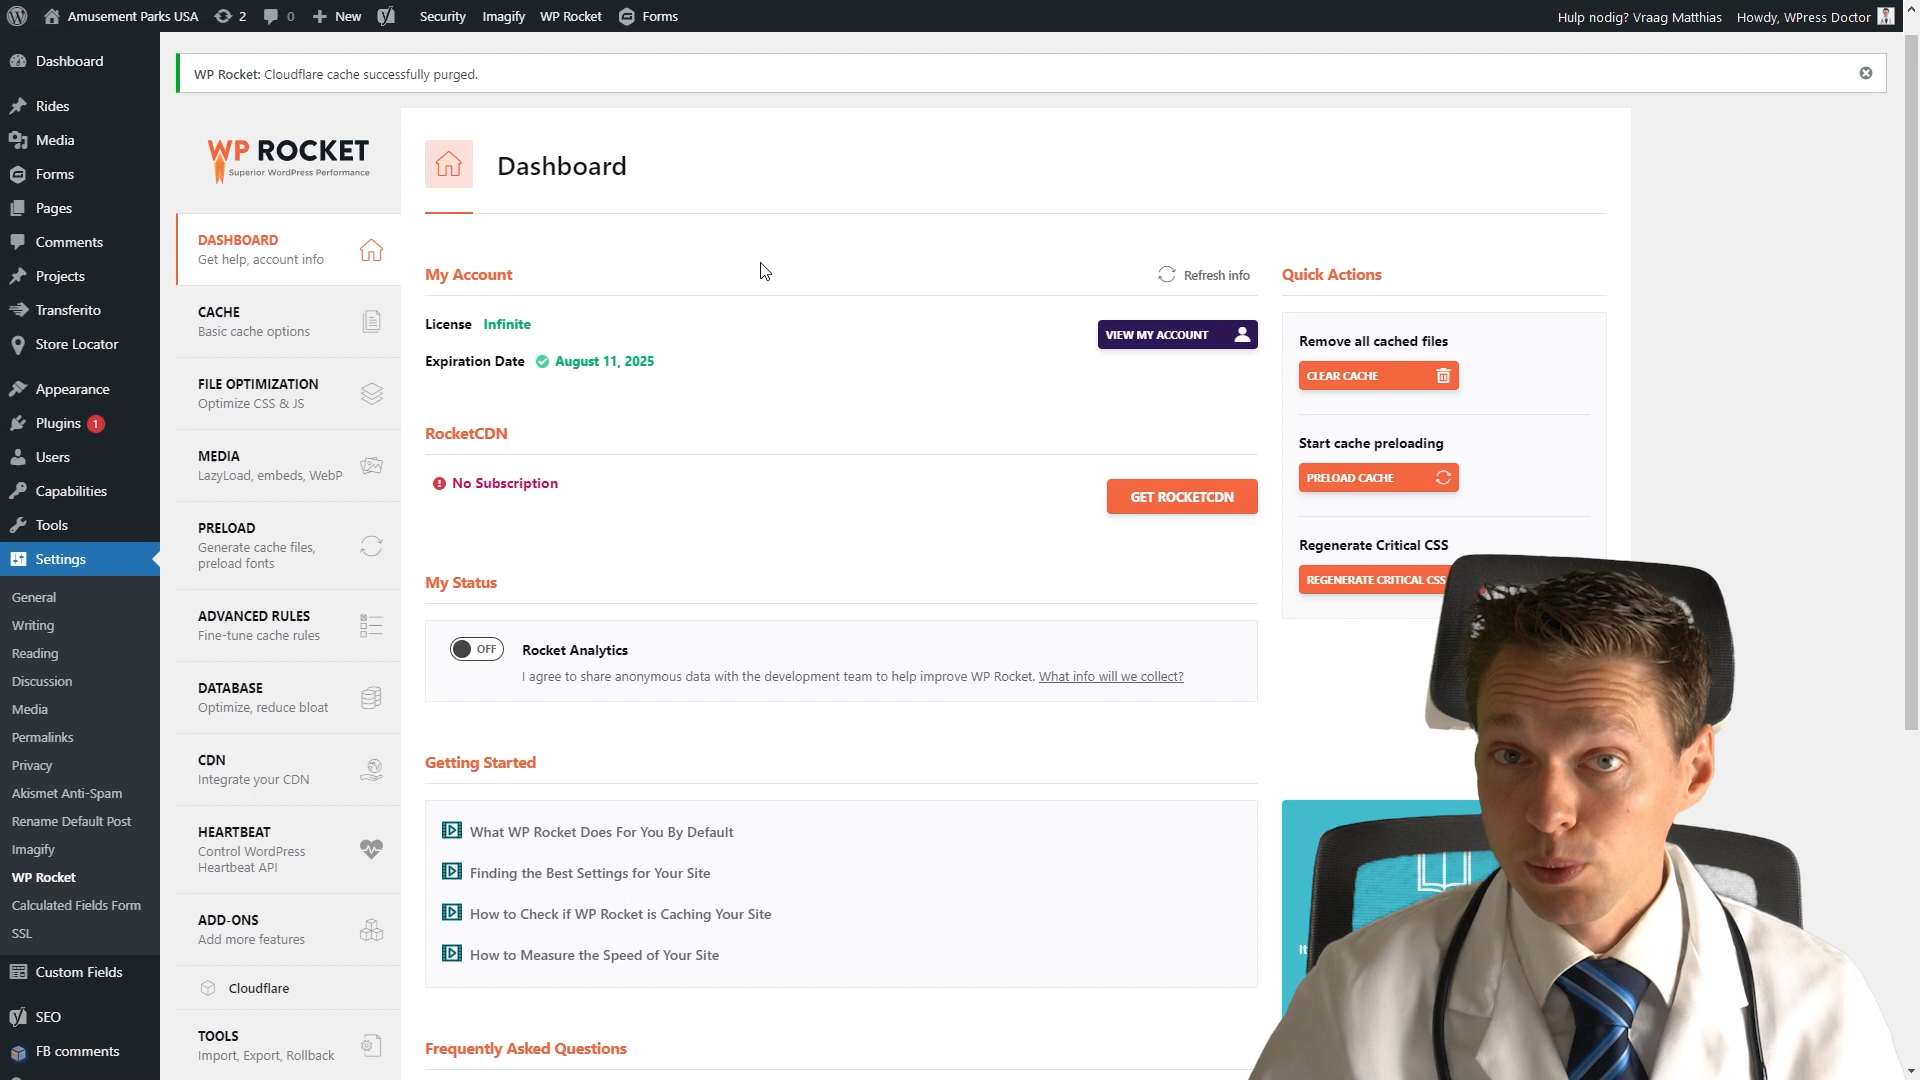 Amusement Parks USA
2
0
New
Security
Imagify
WP Rocket
Forms
Hulp nodig? Vraag Matthias
Howdy, WPress Doctor
Dashboard
Rides
Media
Forms
Pages
Comments
Projects
Transferito
Store Locator
Appearance
Plugins 1
Users
Capabilities
Tools
Settings
General
Writing
Reading
Discussion
Media
Permalinks
Privacy
Akismet Anti-Spam
Rename Default Post
Imagify
WP Rocket
Calculated Fields Form
SSL
Custom Fields
SEO
FB comments
WP Rocket: Cloudflare cache successfully purged.
WP ROCKET
Superior WordPress Performance
DASHBOARD
Get help, account info
CACHE
Basic cache options
FILE OPTIMIZATION
Optimize CSS & JS
MEDIA
LazyLoad, embeds, WebP
PRELOAD
Generate cache files,
preload fonts
ADVANCED RULES
Fine-tune cache rules
DATABASE
Optimize, reduce bloat
CDN
Integrate your CDN
HEARTBEAT
Control WordPress
Heartbeat API
ADD-ONS
Add more features
Cloudflare
TOOLS
Import, Export, Rollback
Dashboard
My Account
Refresh info
License Infinite
VIEW MY ACCOUNT
Expiration Date August 11, 2025
RocketCDN
No Subscription
GET ROCKETCDN
My Status
OFF
Rocket Analytics
I agree to share anonymous data with the development team to help improve WP Rocket. What info will we collect?
Getting Started
What WP Rocket Does For You By Default
Finding the Best Settings for Your Site
How to Check if WP Rocket is Caching Your Site
How to Measure the Speed of Your Site
Frequently Asked Questions
Quick Actions
Remove all cached files
CLEAR CACHE
Start cache preloading
PRELOAD CACHE
Regenerate Critical CSS
REGENERATE CRITICAL CSS
It